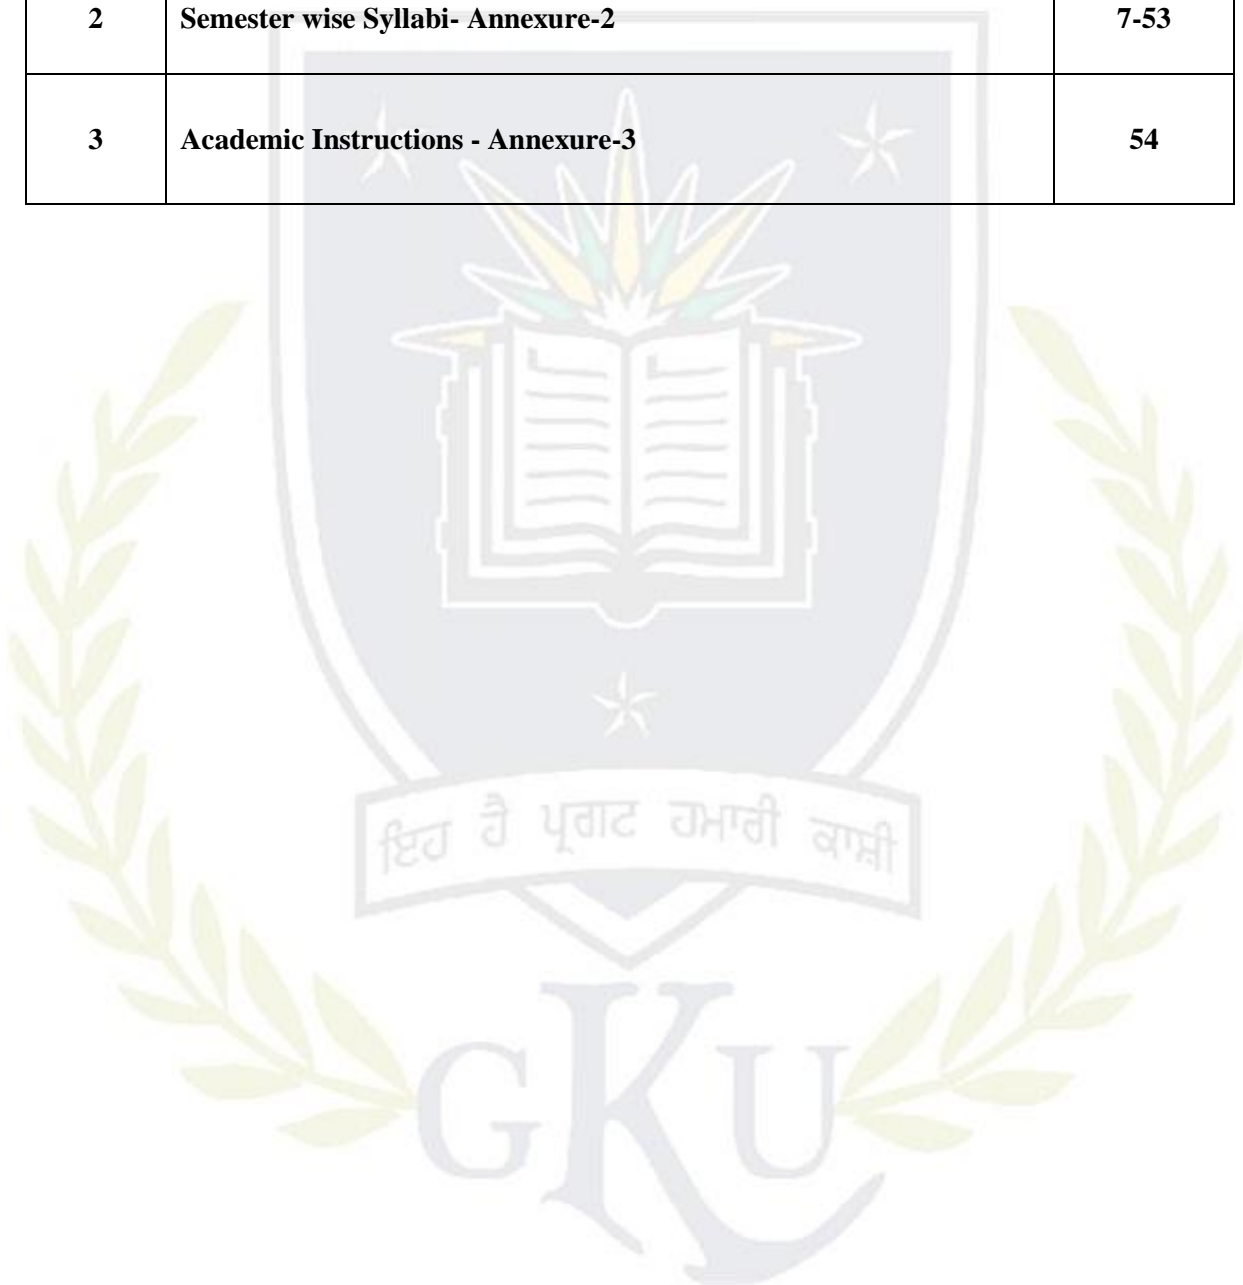 2 Semester wise Syllabi- Annexure-2 7-53
3 Academic Instructions - Annexure-3 54
ਇਹ ਹੈ ਪ੍ਰਗਟ ਹਮਾਰੀ ਕਾਸ਼ੀ
GKU